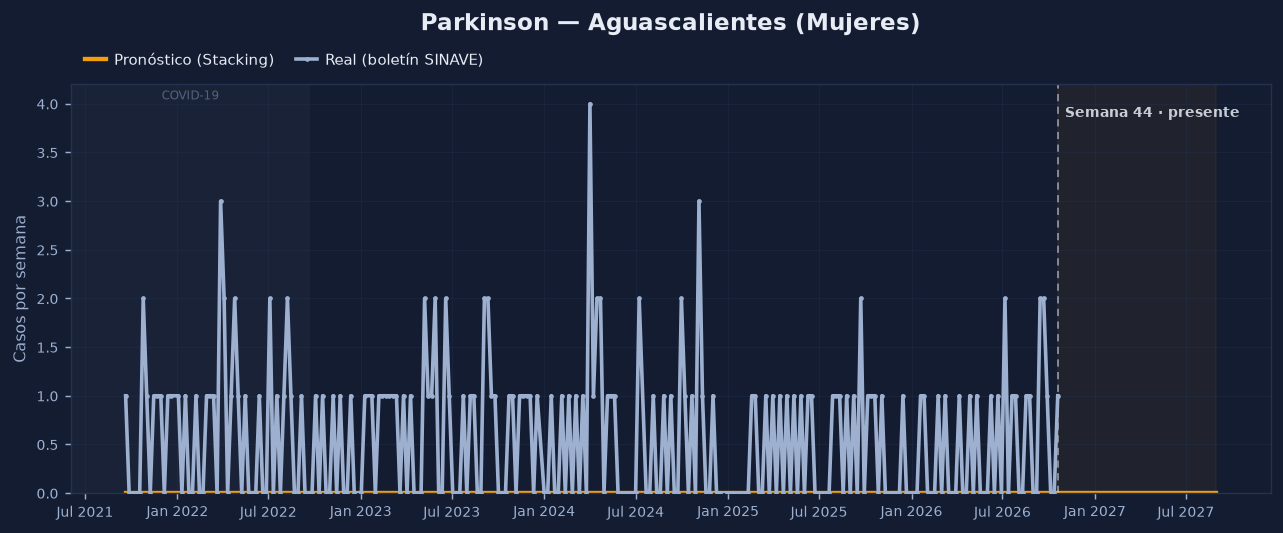 Parkinson — Aguascalientes (Mujeres)
Pronóstico (Stacking)
Real (boletín SINAVE)
COVID-19
Semana 44 · presente
Casos por semana
4.0
3.5
3.0
2.5
2.0
1.5
1.0
0.5
0.0
Jul 2021
Jan 2022
Jul 2022
Jan 2023
Jul 2023
Jan 2024
Jul 2024
Jan 2025
Jul 2025
Jan 2026
Jul 2026
Jan 2027
Jul 2027